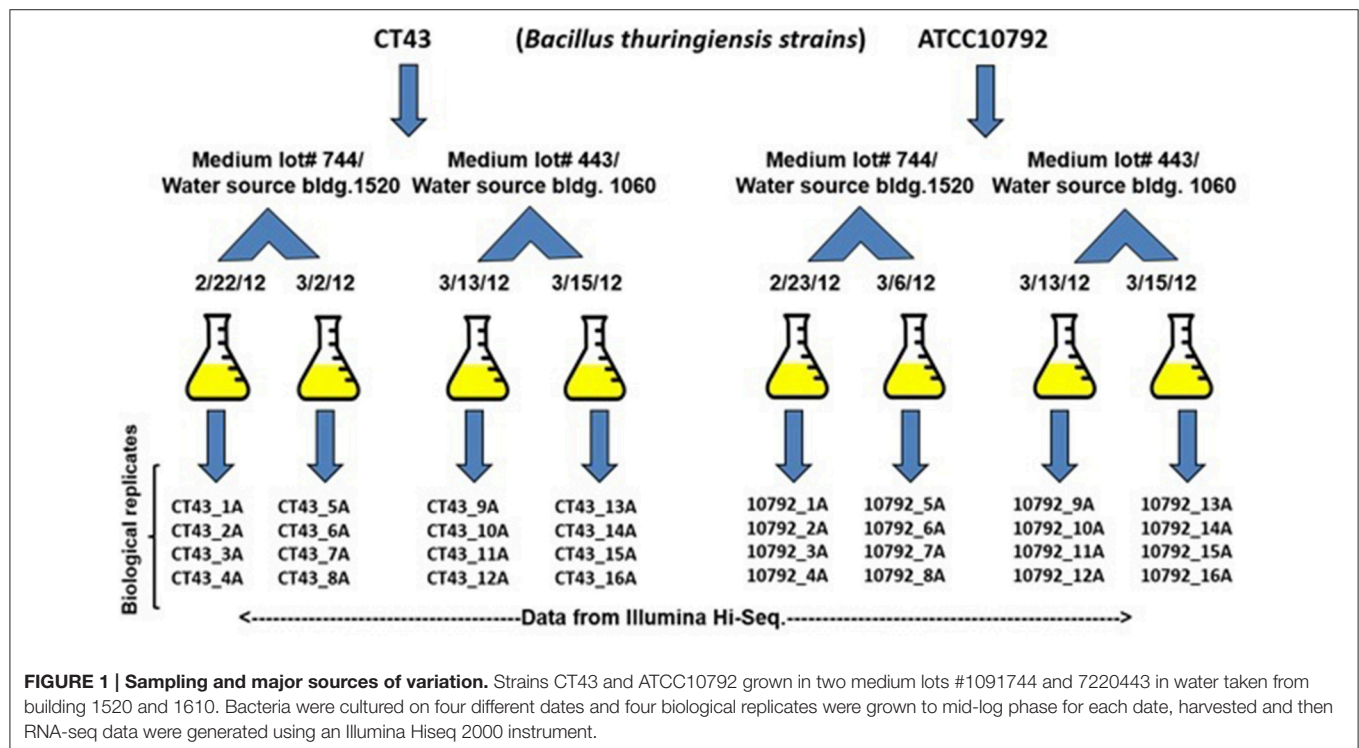 CT43 (Bacillus thuringiensis strains) ATCC10792
Medium lot# 744/ Medium lot# 443/ Medium lot# 744/ Medium lot# 443/
Water source bldg.1520 Water source bldg. 1060 Water source bldg.1520 Water source bldg. 1060
2/22/12 3/2/12 3/13/12 3/15/12 2/23/12 3/6/12 3/13/12 3/15/12
Biological replicates
CT43_1A CT43_5A CT43_9A CT43_13A 10792_1A 10792_5A 10792_9A 10792_13A
CT43_2A CT43_6A CT43_10A CT43_14A 10792_2A 10792_6A 10792_10A 10792_14A
CT43_3A CT43_7A CT43_11A CT43_15A 10792_3A 10792_7A 10792_11A 10792_15A
CT43_4A CT43_8A CT43_12A CT43_16A 10792_4A 10792_8A 10792_12A 10792_16A
<-----------------------------------Data from Illumina Hi-Seq.------------------------------------------>
FIGURE 1 | Sampling and major sources of variation. Strains CT43 and ATCC10792 grown in two medium lots #1091744 and 7220443 in water taken from
building 1520 and 1610. Bacteria were cultured on four different dates and four biological replicates were grown to mid-log phase for each date, harvested and then
RNA-seq data were generated using an Illumina Hiseq 2000 instrument.